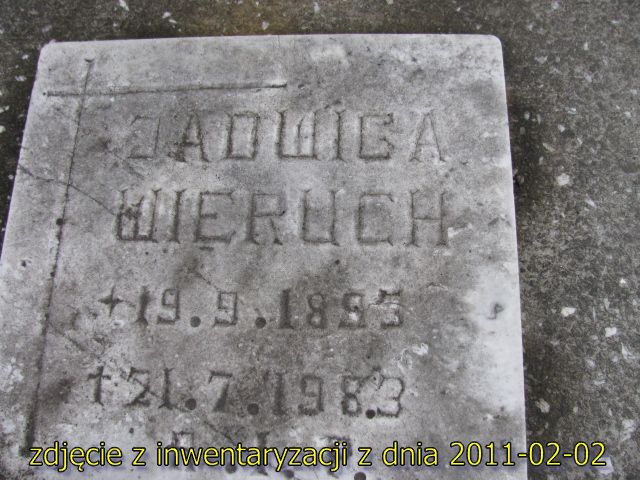 JADWIGA
WIERUCH
*19.9.1895
+21.7.1983
zdjęcie z inwentaryzacji z dnia 2011-02-02